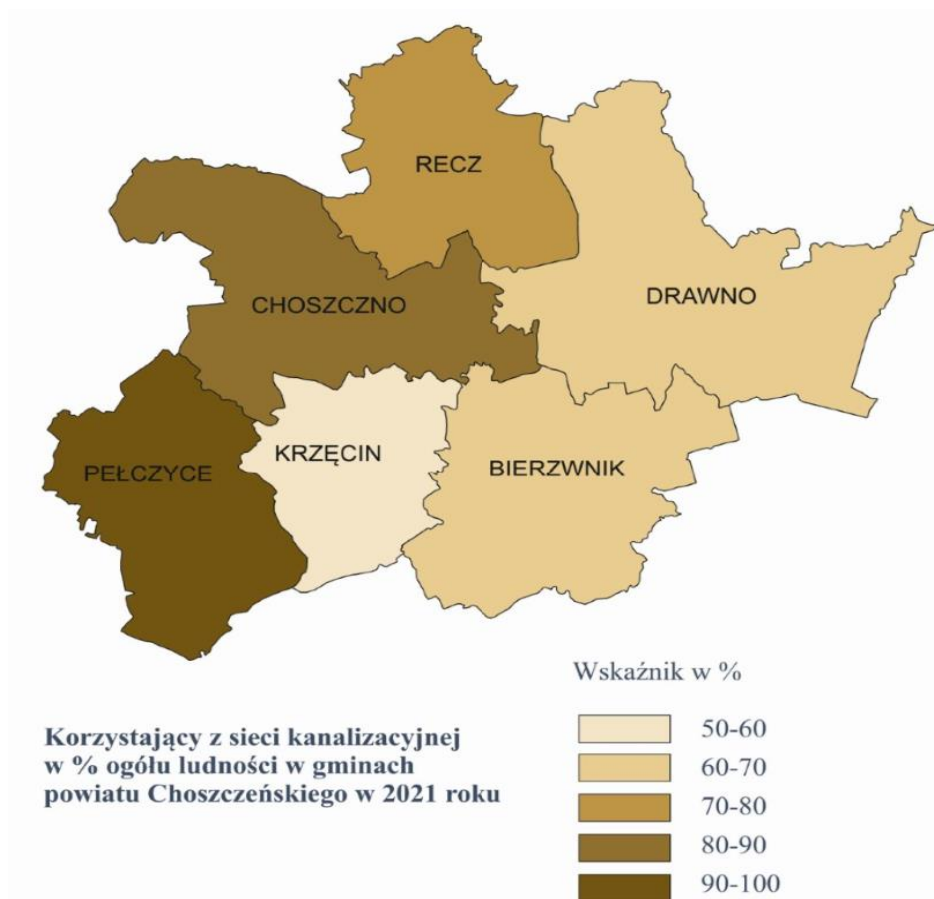 RECZ
DRAWNO
CHOSZCZNO
KRZĘCIN
PEŁCZYCE
BIERZWNIK
Wskaźnik w %
Korzystający z sieci kanalizacyjnej
w % ogółu ludności w gminach
powiatu Choszczeńskiego w 2021 roku
50-60
60-70
70-80
80-90
90-100